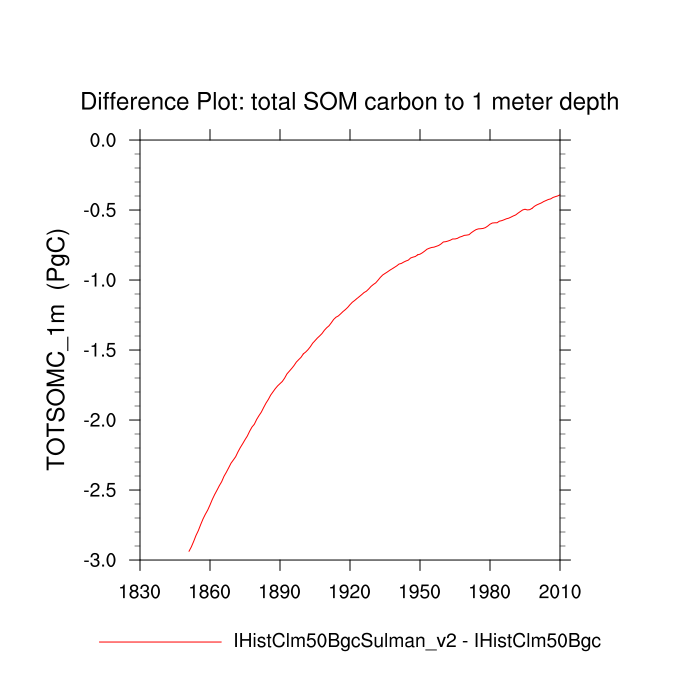 Difference Plot: total SOM carbon to 1 meter depth
TOTSOMC_1m (PgC)
0.0
-0.5
-1.0
-1.5
-2.0
-2.5
-3.0
1830 1860 1890 1920 1950 1980 2010
IHistClm50BgcSulman_v2 - IHistClm50Bgc